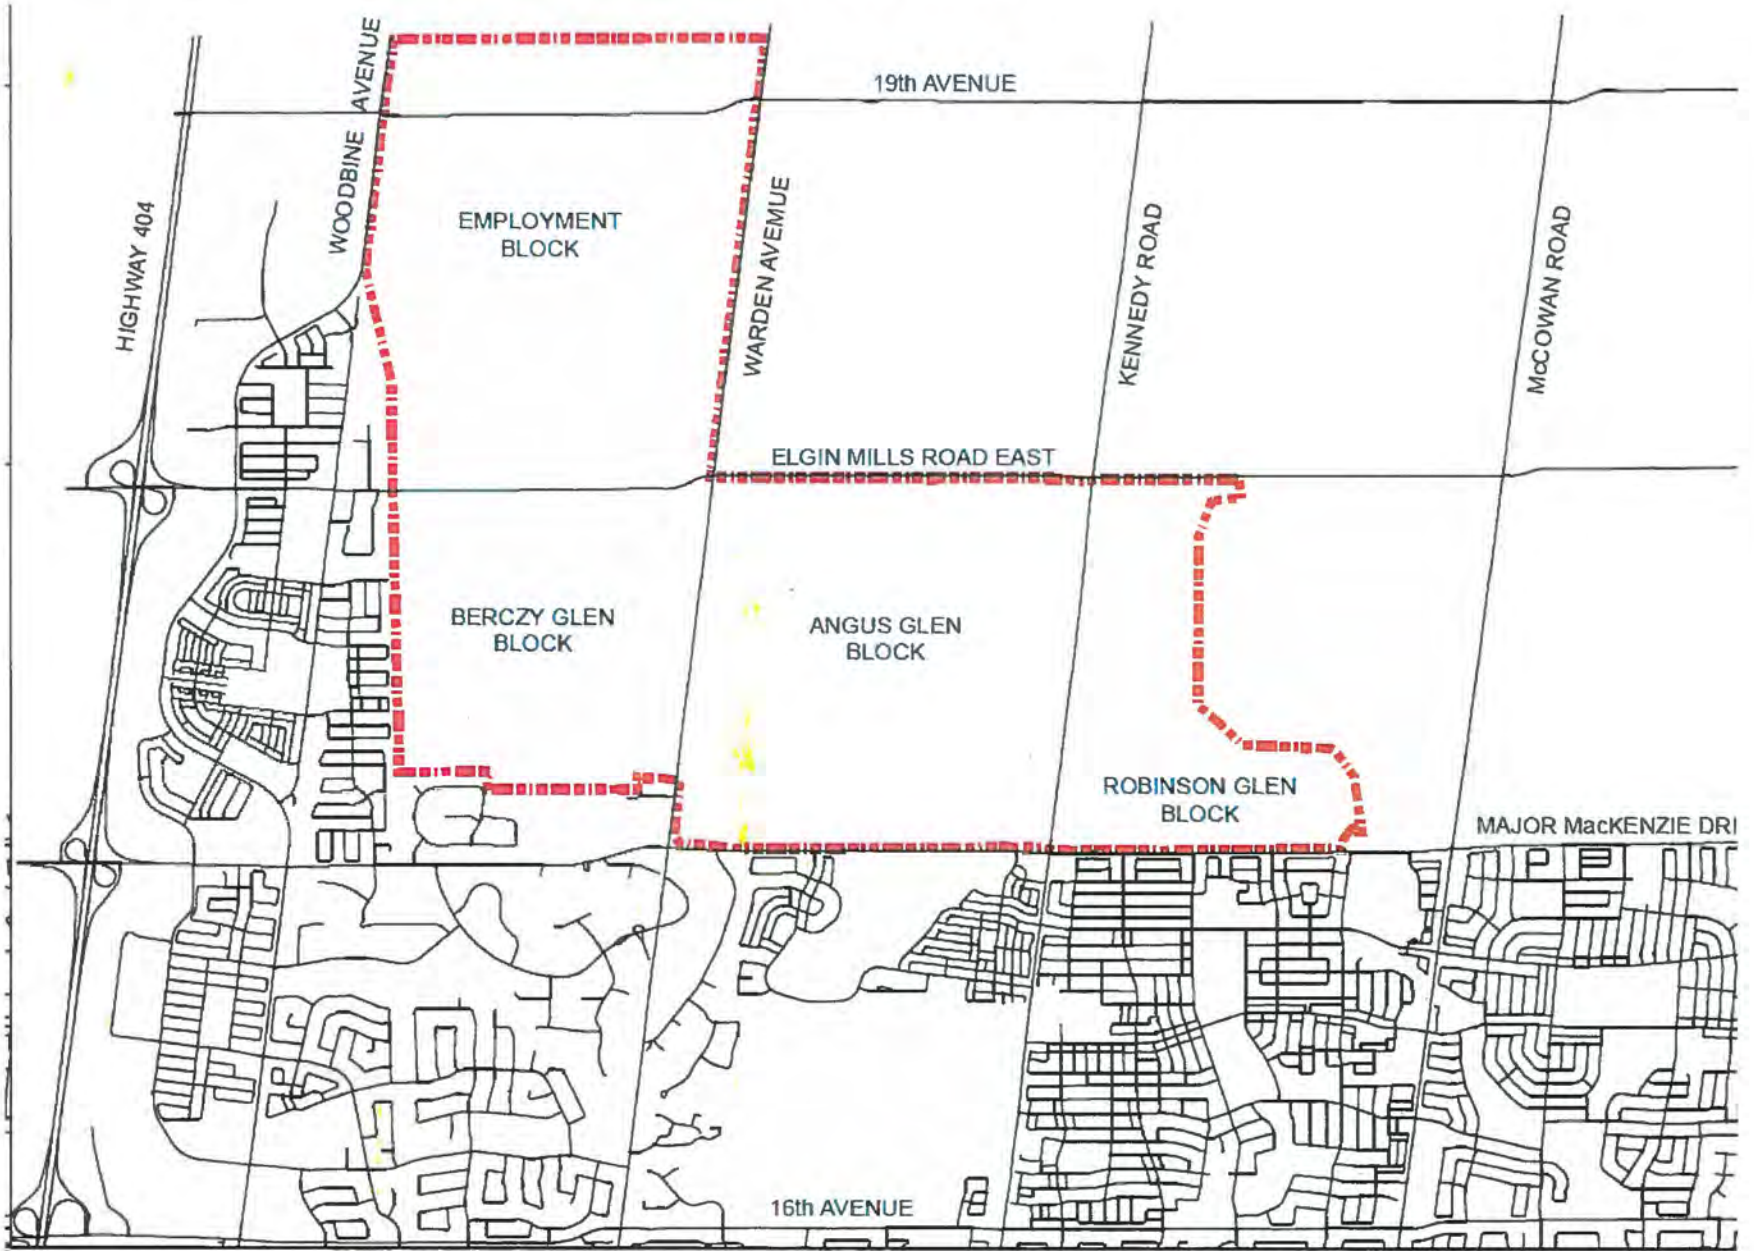 WOODBINE AVENUE
19th AVENUE
HIGHWAY 404
EMPLOYMENT
BLOCK
WARDEN AVEMUE
KENNEDY ROAD
McCOWAN ROAD
ELGIN MILLS ROAD EAST
BERCZY GLEN
BLOCK
ANGUS GLEN
BLOCK
ROBINSON GLEN
BLOCK
MAJOR MacKENZIE DRI
16th AVENUE